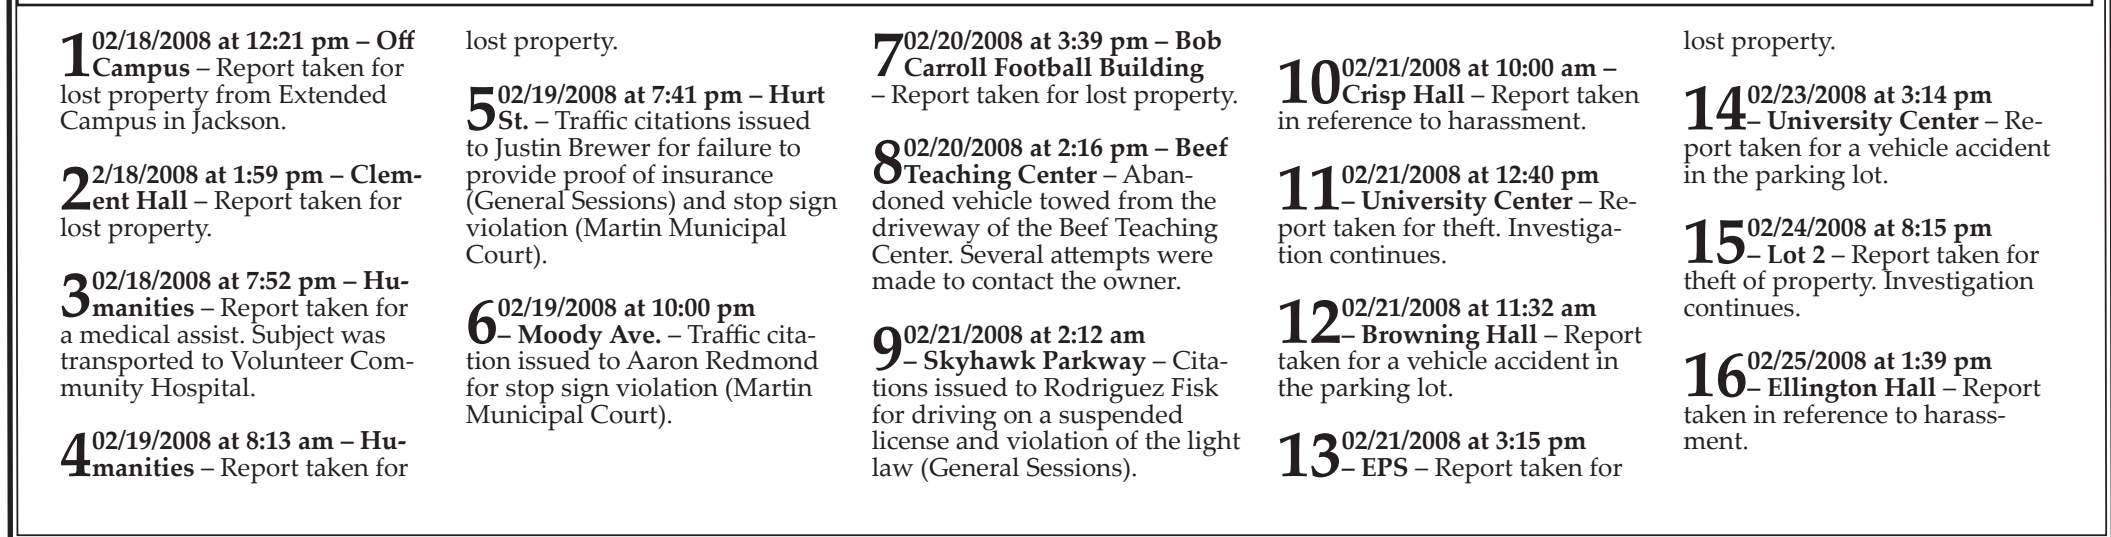 1 02/18/2008 at 12:21 pm – Off
Campus – Report taken for
lost property from Extended
Campus in Jackson.
2 2/18/2008 at 1:59 pm – Clem-
ent Hall – Report taken for
lost property.
3 02/18/2008 at 7:52 pm – Hu-
manities – Report taken for
a medical assist. Subject was
transported to Volunteer Com-
munity Hospital.
4 02/19/2008 at 8:13 am – Hu-
manities – Report taken for
lost property.
5 02/19/2008 at 7:41 pm – Hurt
St. – Traffic citations issued
to Justin Brewer for failure to
provide proof of insurance
(General Sessions) and stop sign
violation (Martin Municipal
Court).
6 02/19/2008 at 10:00 pm
– Moody Ave. – Traffic cita-
tion issued to Aaron Redmond
for stop sign violation (Martin
Municipal Court).
7 02/20/2008 at 3:39 pm – Bob
Carroll Football Building
– Report taken for lost property.
8 02/20/2008 at 2:16 pm – Beef
Teaching Center – Aban-
doned vehicle towed from the
driveway of the Beef Teaching
Center. Several attempts were
made to contact the owner.
9 02/21/2008 at 2:12 am
– Skyhawk Parkway – Cita-
tions issued to Rodriguez Fisk
for driving on a suspended
license and violation of the light
law (General Sessions).
10 02/21/2008 at 10:00 am –
Crisp Hall – Report taken
in reference to harassment.
11 02/21/2008 at 12:40 pm
– University Center – Re-
port taken for theft. Investiga-
tion continues.
12 02/21/2008 at 11:32 am
– Browning Hall – Report
taken for a vehicle accident in
the parking lot.
13 02/21/2008 at 3:15 pm
– EPS – Report taken for
lost property.
14 02/23/2008 at 3:14 pm
– University Center – Re-
port taken for a vehicle accident
in the parking lot.
15 02/24/2008 at 8:15 pm
– Lot 2 – Report taken for
theft of property. Investigation
continues.
16 02/25/2008 at 1:39 pm
– Ellington Hall – Report
taken in reference to harass-
ment.